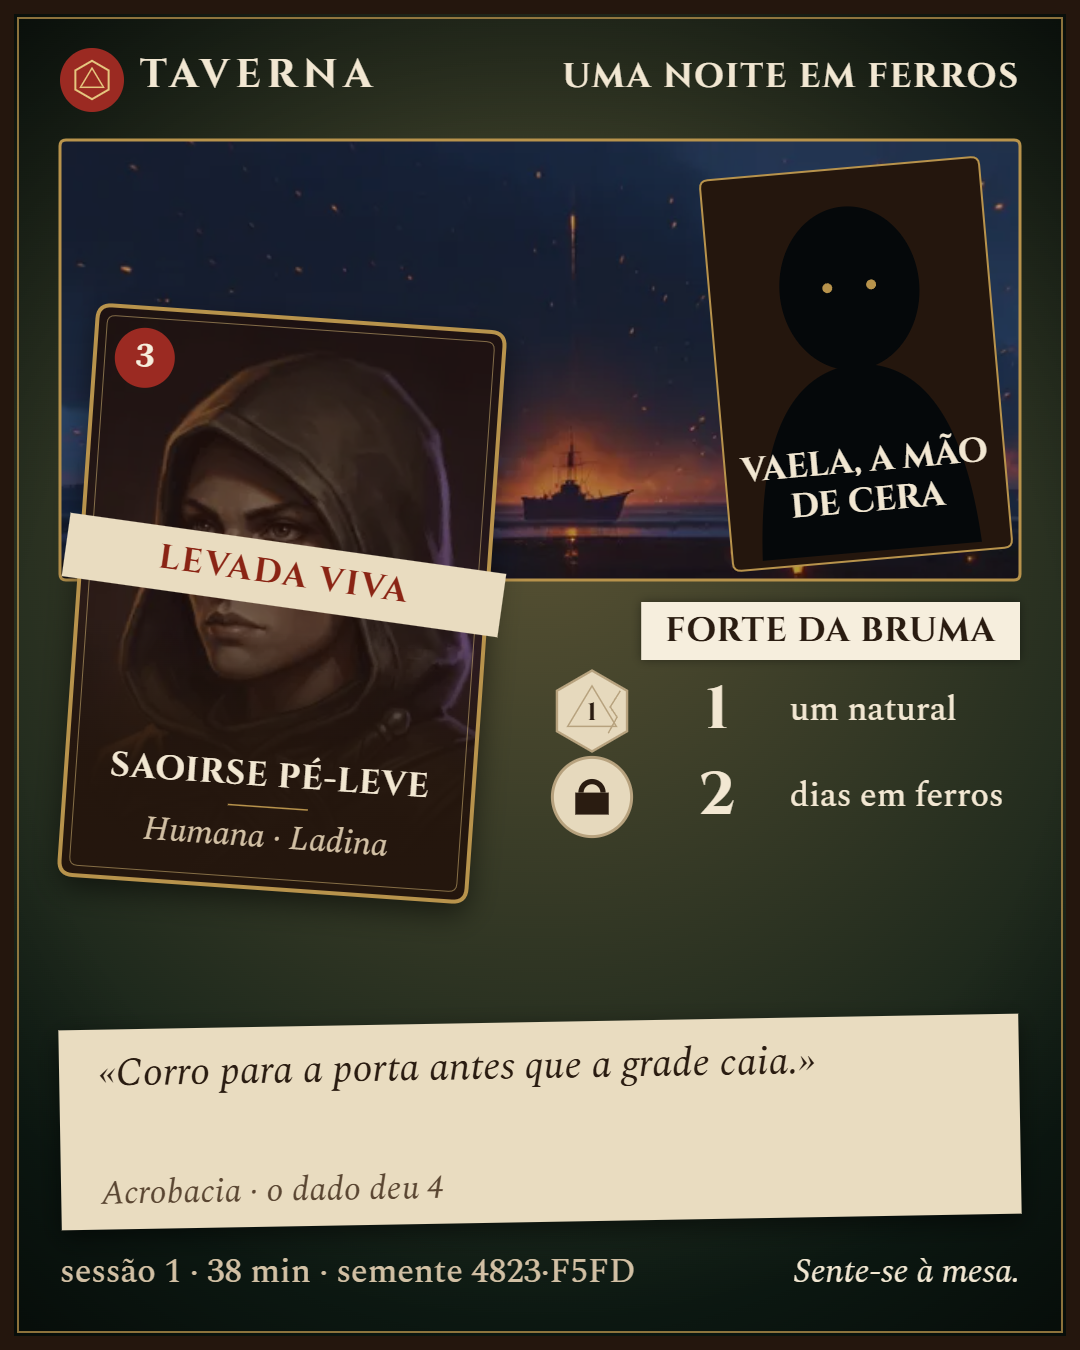 TAVERNA
UMA NOITE EM FERROS
VAELA, A MÃO
DE CERA
3
LEVADA VIVA
SAOIRSE PÉ-LEVE
Humana · Ladina
FORTE DA BRUMA
1 1 um natural
2 dias em ferros
«Corro para a porta antes que a grade caia.»
Acrobacia · o dado deu 4
sessão 1 · 38 min · semente 4823·F5FD
Sente-se à mesa.